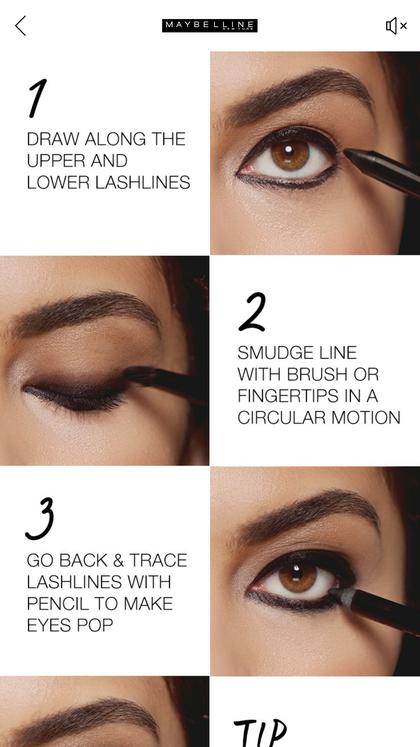 MAYBELLINE
NEW YORK
1
DRAW ALONG THE
UPPER AND
LOWER LASHLINES
2
SMUDGE LINE
WITH BRUSH OR
FINGERTIPS IN A
CIRCULAR MOTION
3
GO BACK & TRACE
LASHLINES WITH
PENCIL TO MAKE
EYES POP
TIP